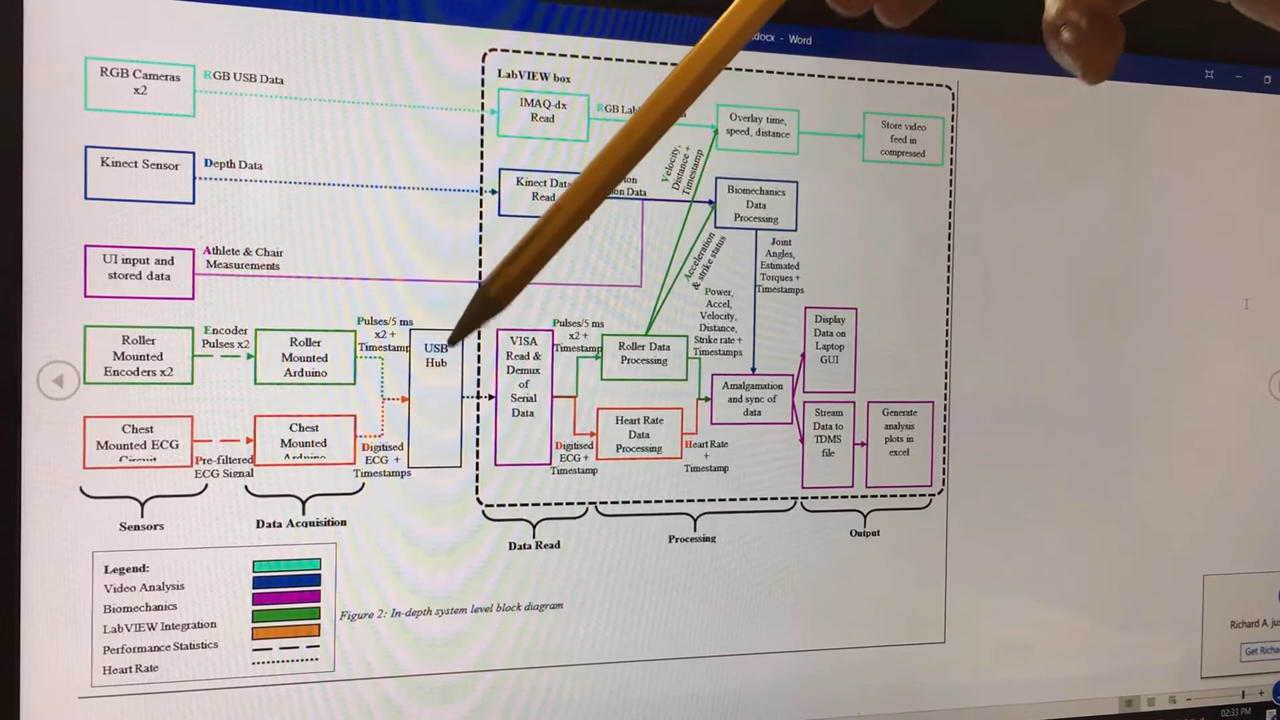 .docx - Word
RGB Cameras
x2
RGB USB Data
LabVIEW box
IMAQ-dx
Read
Overlay time,
speed, distance
Store video
feed in
compressed
Kinect Sensor
Depth Data
Read
Velocity,
Distance +
Timestamp
Biomechanics
Data
Processing
UI input and
stored data
Athlete & Chair
Measurements
Acceleration
& strike status
Joint
Angles,
Estimated
Torques +
Timestamps
Roller
Mounted
Encoders x2
Encoder
Pulses x2
Roller
Mounted
Arduino
Pulses/5 ms
x2 +
Timestamp
USB
Hub
VISA
Read &
Demux
of
Serial
Data
Pulses/5 ms
x2 +
Timestamp
Roller Data
Processing
Power,
Accel,
Velocity,
Distance,
Strike rate +
Timestamps
Display
Data on
Laptop
GUI
Chest
Mounted ECG
Circuit
Pre-filtered
ECG Signal
Chest
Mounted
Arduino
Digitised
ECG +
Timestamps
Digitised
ECG +
Timestamp
Heart Rate
Data
Processing
Heart Rate
+
Timestamp
Amalgamation
and sync of
data
Stream
Data to
TDMS
file
Generate
analysis
plots in
excel
Sensors
Data Acquisition
Data Read
Processing
Output
Legend:
Video Analysis
Biomechanics
LabVIEW Integration
Performance Statistics
Heart Rate
Figure 2: In-depth system level block diagram
Richard A.
02:33 PM